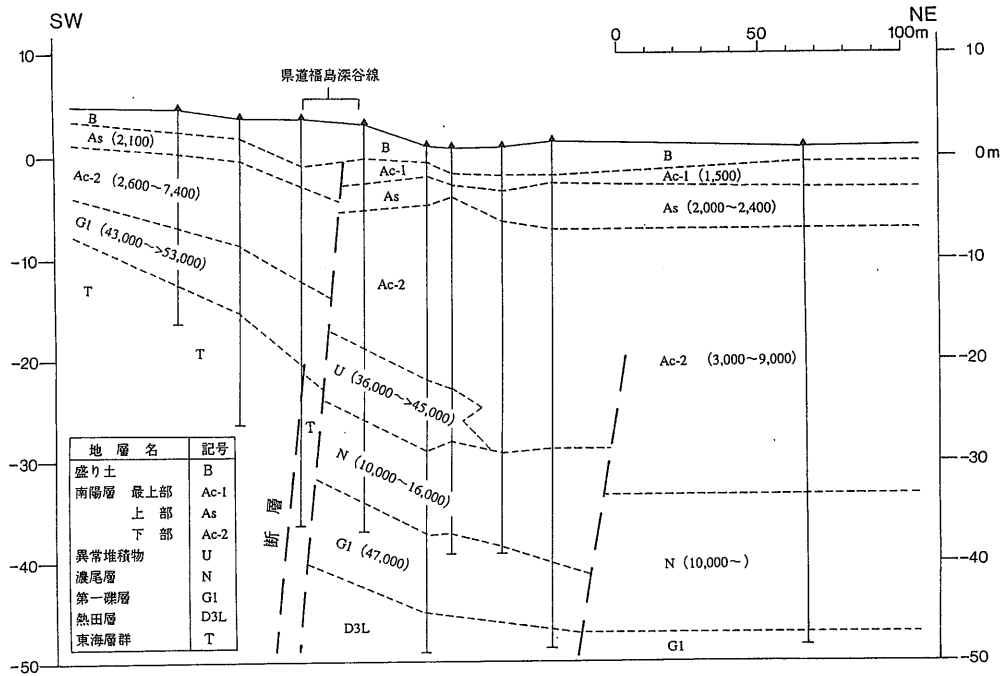 SW
NE
0 50 100m
10
0
−10
−20
−30
−40
−50
10
0m
−10
−20
−30
−40
−50
県道福島深谷線
B
As (2,100)
Ac-2 (2,600~7,400)
G1 (43,000~>53,000)
T
T
T
B
Ac-1
As
Ac-2
U (36,000~>45,000)
N (10,000~16,000)
G1 (47,000)
D3L
断層
B
Ac-1 (1,500)
As (2,000~2,400)
Ac-2 (3,000~9,000)
N (10,000~)
G1
地層名 記号
盛り土 B
南陽層 最上部 Ac-1
上部 As
下部 Ac-2
異常堆積物 U
濃尾層 N
第一礫層 G1
熱田層 D3L
東海層群 T